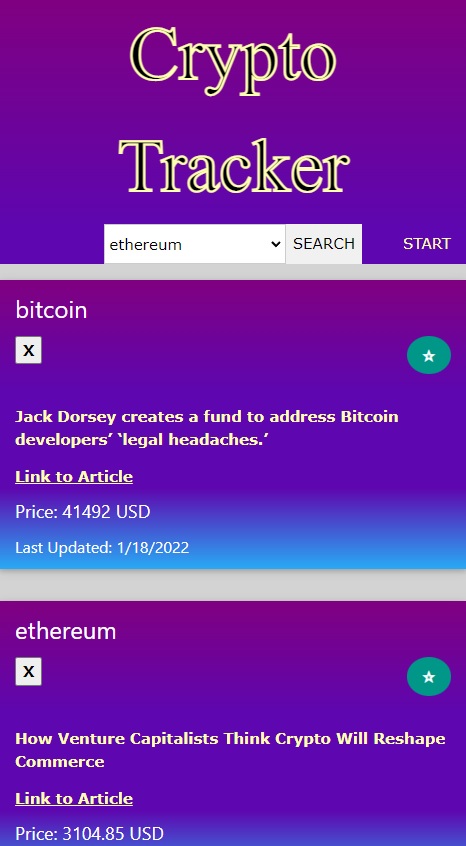 Crypto
Tracker
ethereum SEARCH START
bitcoin
X
Jack Dorsey creates a fund to address Bitcoin
developers’ ‘legal headaches.’
Link to Article
Price: 41492 USD
Last Updated: 1/18/2022
ethereum
X
How Venture Capitalists Think Crypto Will Reshape
Commerce
Link to Article
Price: 3104.85 USD